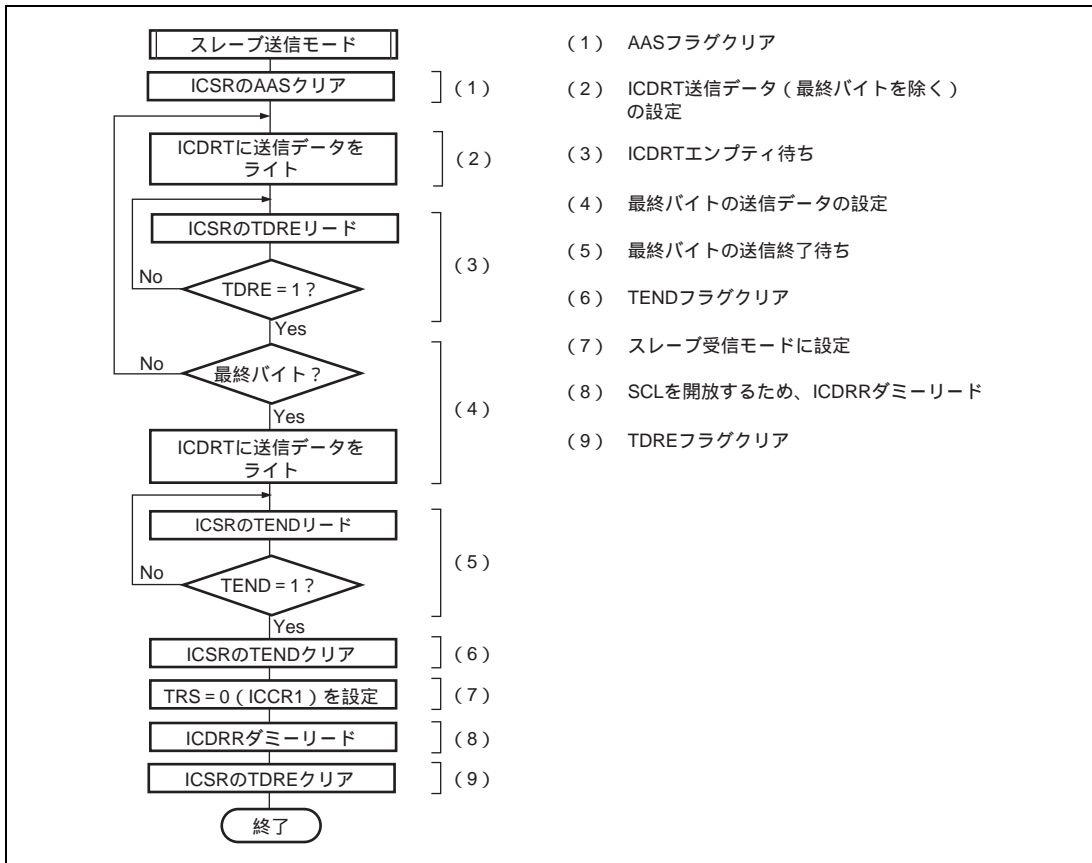 スレーブ送信モード
ICSRのAASクリア
(1)
ICDRTに送信データを
ライト
(2)
ICSRのTDREリード
(3)
No
TDRE = 1 ?
Yes
No
最終バイト?
(4)
Yes
ICDRTに送信データを
ライト
ICSRのTENDリード
(5)
No
TEND = 1 ?
Yes
ICSRのTENDクリア
(6)
TRS = 0 ( ICCR1 ) を設定
(7)
ICDRRダミーリード
(8)
ICSRのTDREクリア
(9)
終了
(1) AASフラグクリア
(2) ICDRT送信データ ( 最終バイトを除く )
の設定
(3) ICDRTエンプティ待ち
(4) 最終バイトの送信データの設定
(5) 最終バイトの送信終了待ち
(6) TENDフラグクリア
(7) スレーブ受信モードに設定
(8) SCLを開放するため、ICDRRダミーリード
(9) TDREフラグクリア